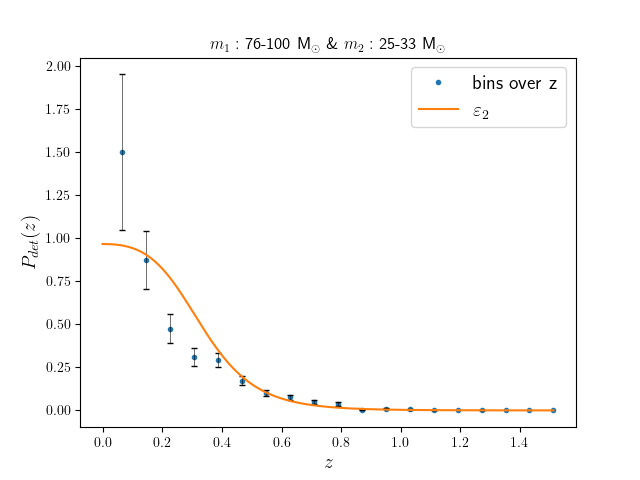 m₁ : 76-100 M☉ & m₂ : 25-33 M☉
bins over z
ε₂
P_det(z)
2.00
1.75
1.50
1.25
1.00
0.75
0.50
0.25
0.00
0.0 0.2 0.4 0.6 0.8 1.0 1.2 1.4
z